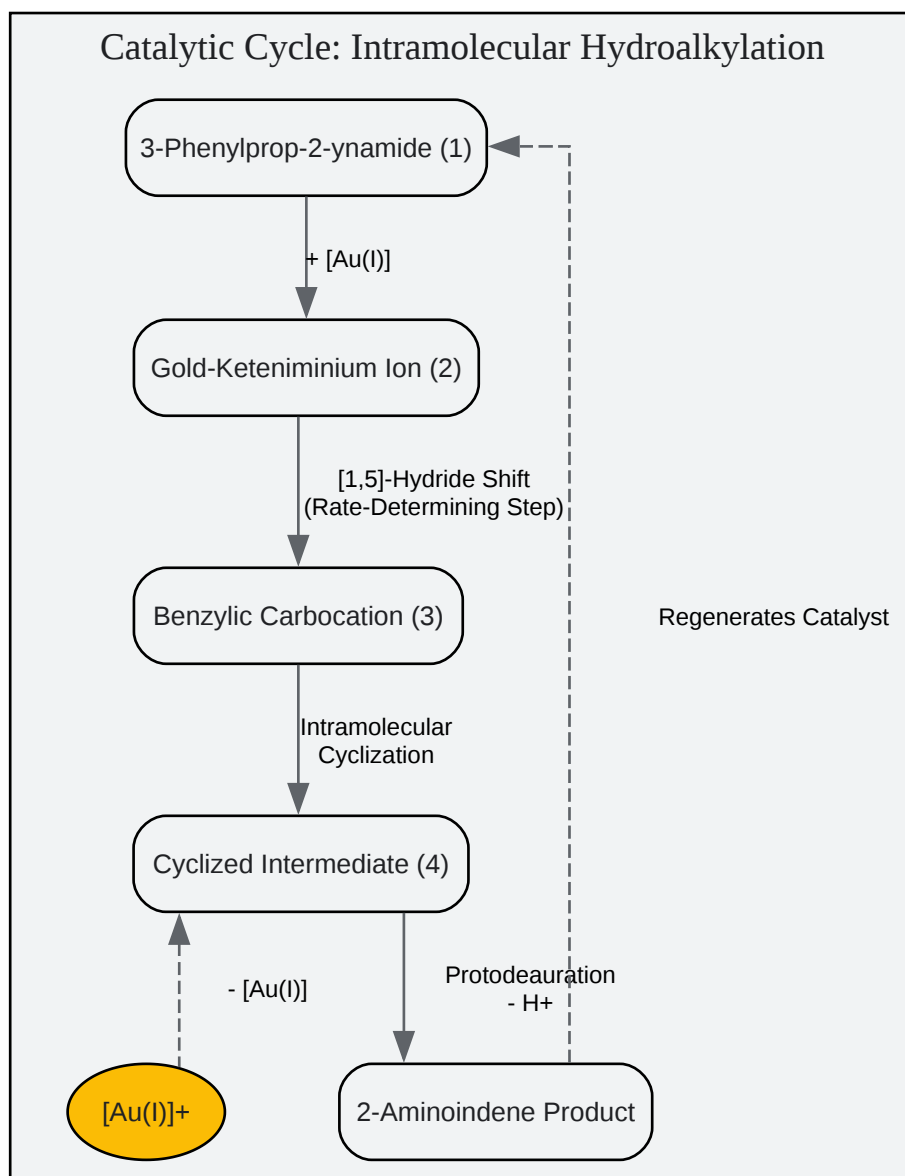 Catalytic Cycle: Intramolecular Hydroalkylation
3-Phenylprop-2-ynamide (1)
+ [Au(I)]
Gold-Keteniminium Ion (2)
[1,5]-Hydride Shift
(Rate-Determining Step)
Benzylic Carbocation (3)
Regenerates Catalyst
Intramolecular
Cyclization
Cyclized Intermediate (4)
- [Au(I)]
Protodeauration
- H+
[Au(I)]+
2-Aminoindene Product